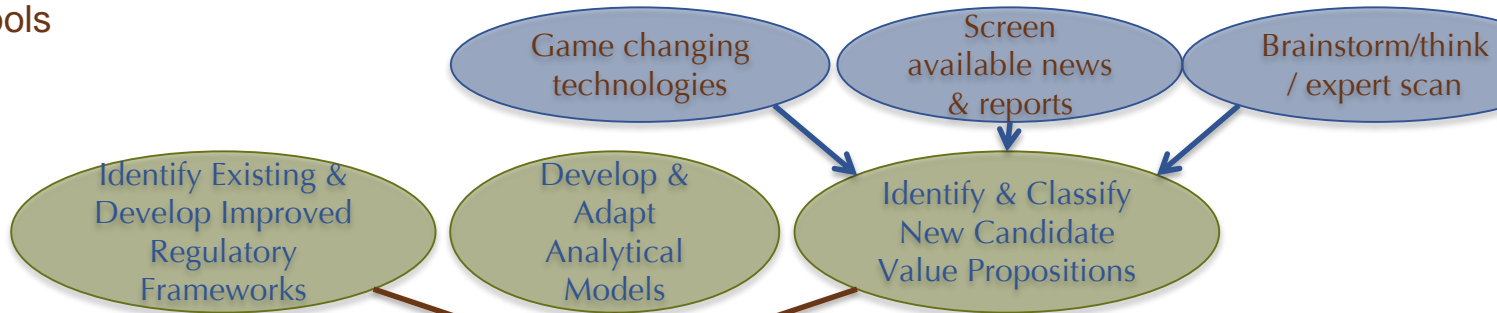 Game changing
technologies
Screen
available news
& reports
Brainstorm/think
/ expert scan
Identify Existing &
Develop Improved
Regulatory
Frameworks
Develop &
Adapt
Analytical
Models
Identify & Classify
New Candidate
Value Propositions